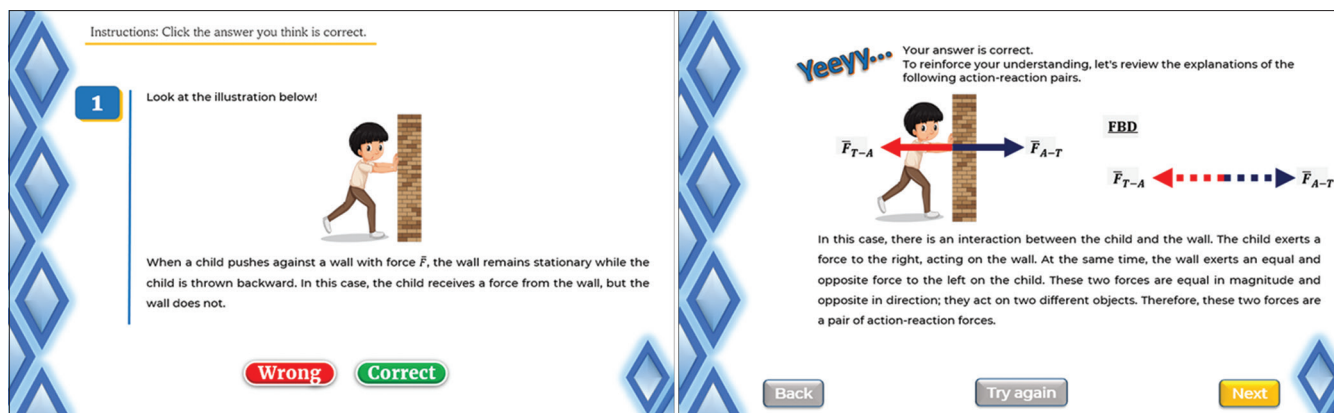 Instructions: Click the answer you think is correct.
1
Look at the illustration below!
When a child pushes against a wall with force F̄, the wall remains stationary while the
child is thrown backward. In this case, the child receives a force from the wall, but the
wall does not.
Wrong
Correct
Yeeyy...
Your answer is correct.
To reinforce your understanding, let's review the explanations of the
following action-reaction pairs.
F̄T−A
F̄A−T
FBD
F̄T−A
F̄A−T
In this case, there is an interaction between the child and the wall. The child exerts a
force to the right, acting on the wall. At the same time, the wall exerts an equal and
opposite force to the left on the child. These two forces are equal in magnitude and
opposite in direction; they act on two different objects. Therefore, these two forces are
a pair of action-reaction forces.
Back
Try again
Next